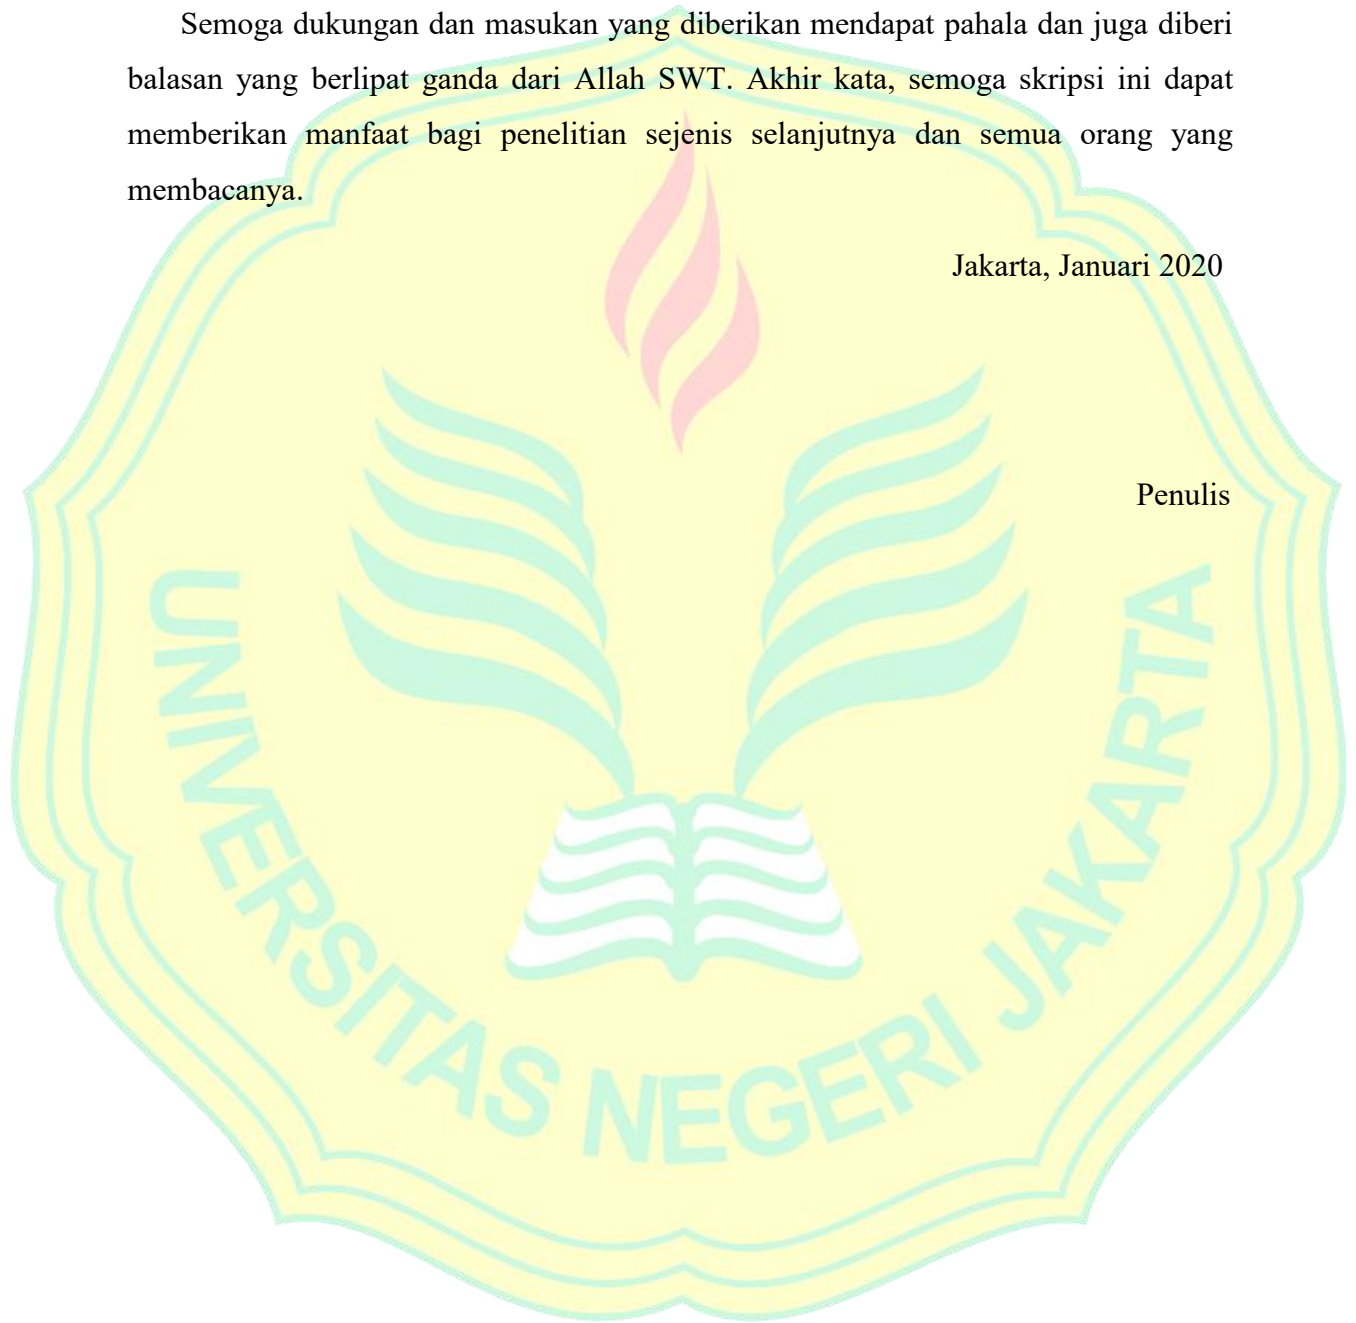 Semoga dukungan dan masukan yang diberikan mendapat pahala dan juga diberi
balasan yang berlipat ganda dari Allah SWT. Akhir kata, semoga skripsi ini dapat
memberikan manfaat bagi penelitian sejenis selanjutnya dan semua orang yang
membacanya.
Jakarta, Januari 2020
Penulis
UNIVERSITAS NEGERI JAKARTA